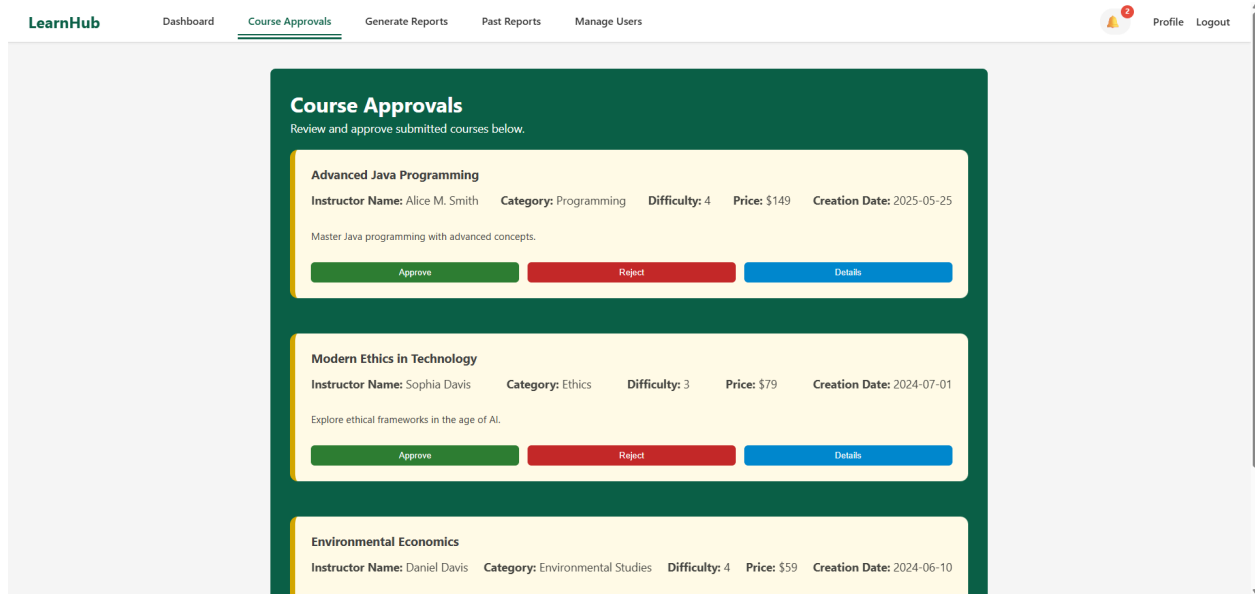 LearnHub Dashboard Course Approvals Generate Reports Past Reports Manage Users 2 Profile Logout
Course Approvals
Review and approve submitted courses below.
Advanced Java Programming
Instructor Name: Alice M. Smith Category: Programming Difficulty: 4 Price: $149 Creation Date: 2025-05-25
Master Java programming with advanced concepts.
Approve Reject Details
Modern Ethics in Technology
Instructor Name: Sophia Davis Category: Ethics Difficulty: 3 Price: $79 Creation Date: 2024-07-01
Explore ethical frameworks in the age of AI.
Approve Reject Details
Environmental Economics
Instructor Name: Daniel Davis Category: Environmental Studies Difficulty: 4 Price: $59 Creation Date: 2024-06-10